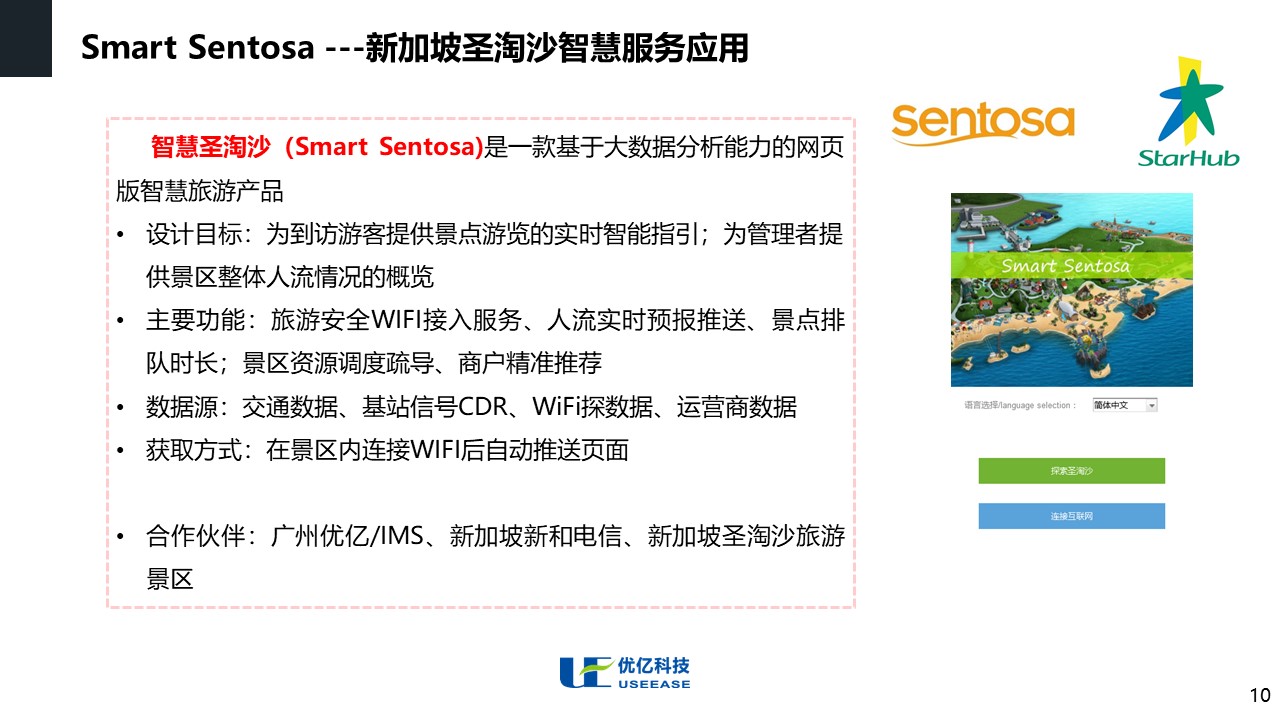 Smart Sentosa ---新加坡圣淘沙智慧服务应用
sentosa
StarHub
智慧圣淘沙（Smart Sentosa)是一款基于大数据分析能力的网页
版智慧旅游产品
• 设计目标：为到访游客提供景点游览的实时智能指引；为管理者提
供景区整体人流情况的概览
• 主要功能：旅游安全WIFI接入服务、人流实时预报推送、景点排
队时长；景区资源调度疏导、商户精准推荐
• 数据源：交通数据、基站信号CDR、WiFi探数据、运营商数据
• 获取方式：在景区内连接WIFI后自动推送页面
• 合作伙伴：广州优亿/IMS、新加坡新和电信、新加坡圣淘沙旅游
景区
Smart Sentosa
语言选择/language selection： 简体中文
探索圣淘沙
连接互联网
UE 优亿科技
USEEASE
10